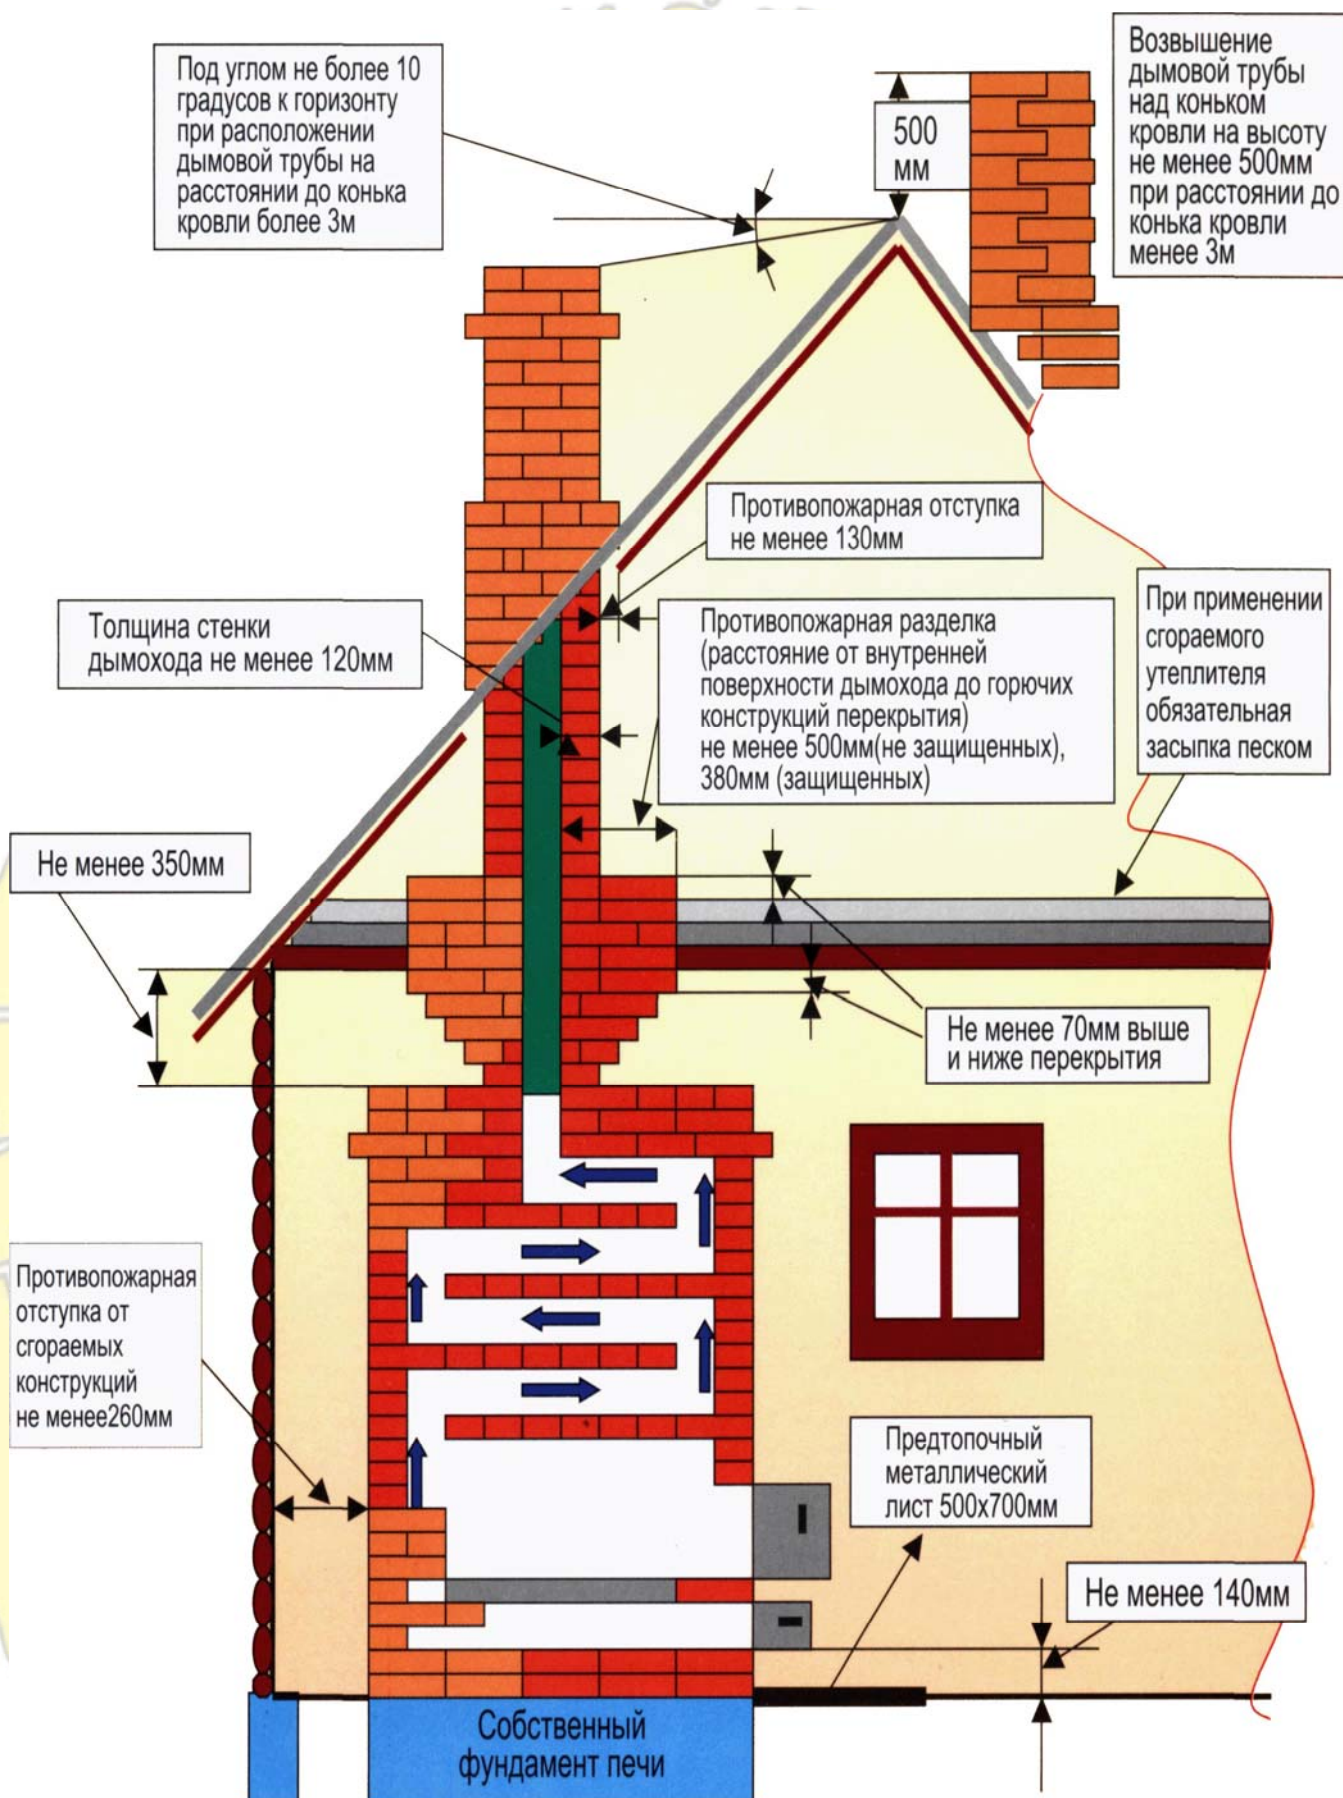 Под углом не более 10
градусов к горизонту
при расположении
дымовой трубы на
расстоянии до конька
кровли более 3м
500
мм
Возвышение
дымовой трубы
над коньком
кровли на высоту
не менее 500мм
при расстоянии до
конька кровли
менее 3м
Противопожарная отступка
не менее 130мм
Толщина стенки
дымохода не менее 120мм
Противопожарная разделка
(расстояние от внутренней
поверхности дымохода до горючих
конструкций перекрытия)
не менее 500мм(не защищенных),
380мм (защищенных)
При применении
сгораемого
утеплителя
обязательная
засыпка песком
Не менее 350мм
Не менее 70мм выше
и ниже перекрытия
Противопожарная
отступка от
сгораемых
конструкций
не менее260мм
Предтопочный
металлический
лист 500х700мм
Не менее 140мм
Собственный
фундамент печи